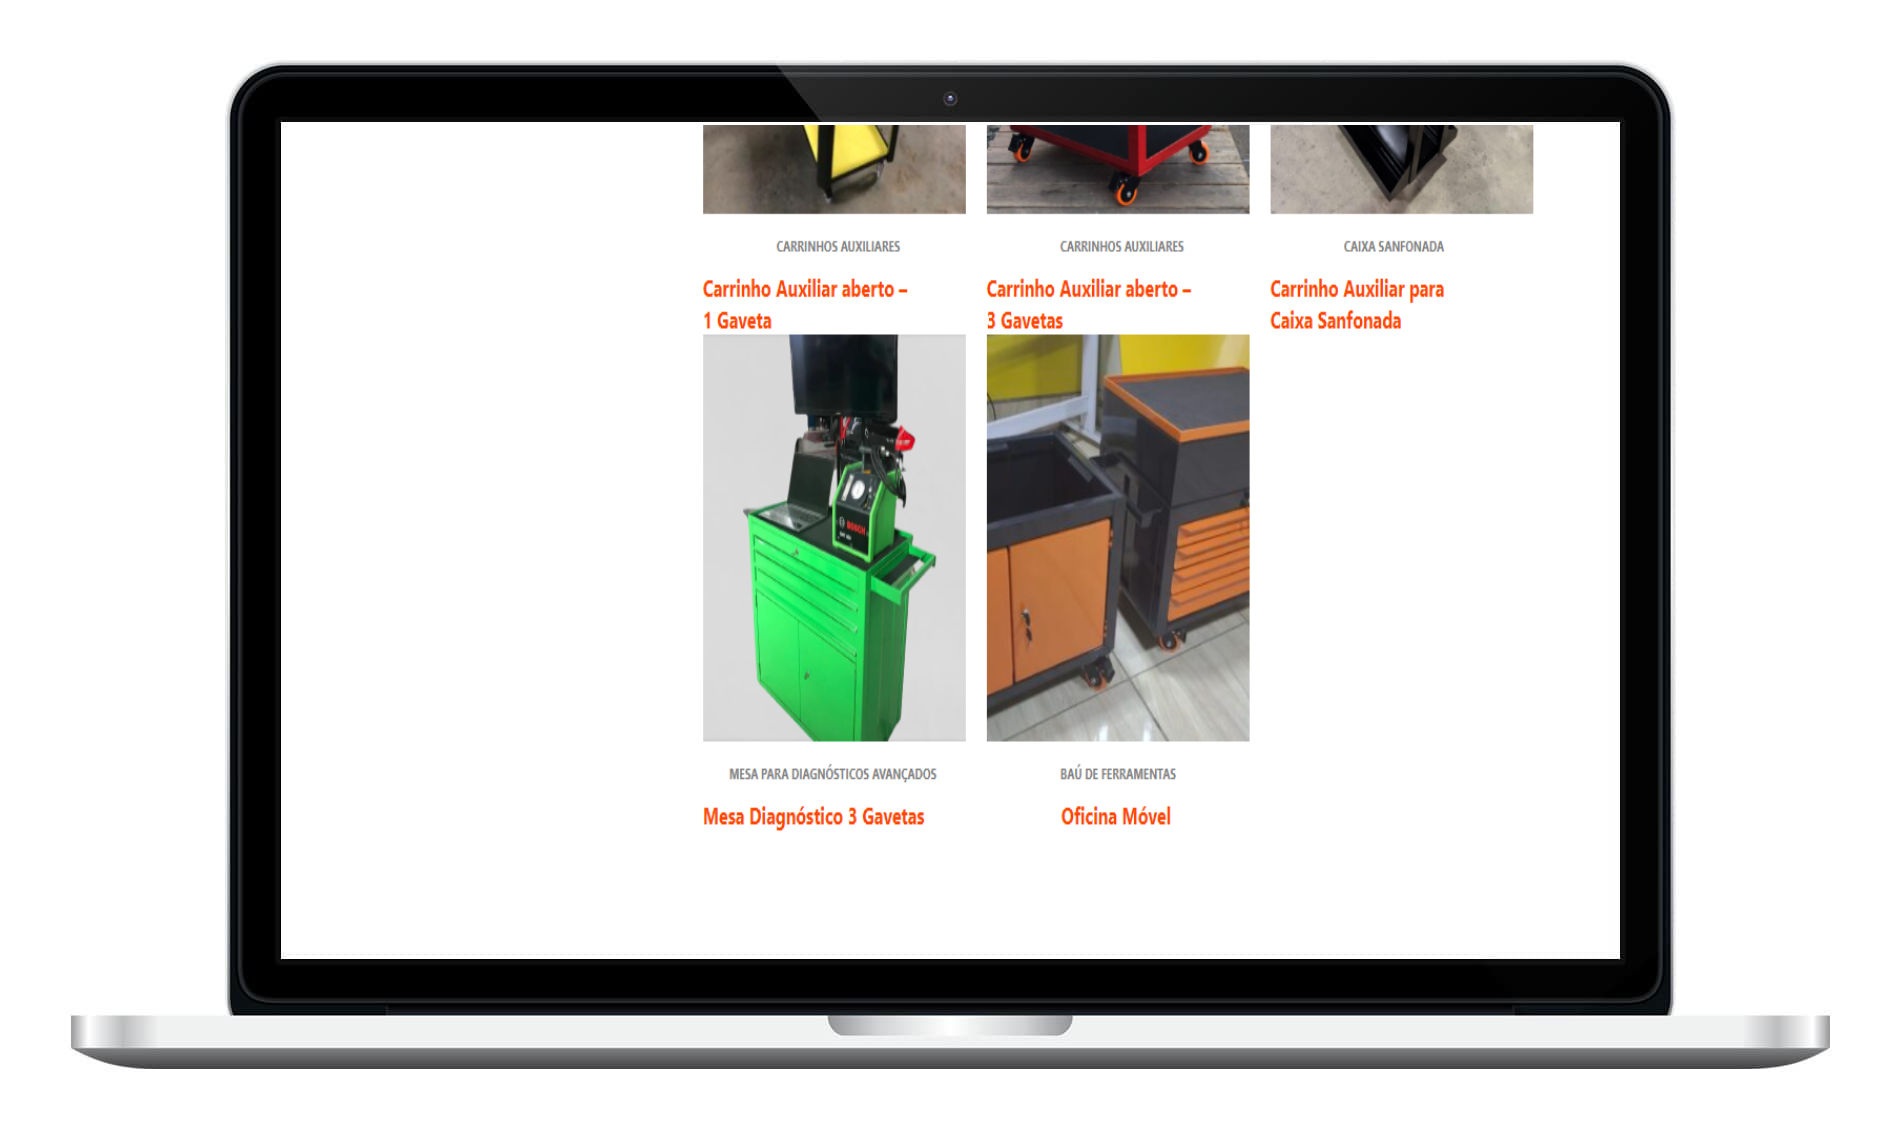 CARRINHOS AUXILIARES
Carrinho Auxiliar aberto –
1 Gaveta
CARRINHOS AUXILIARES
Carrinho Auxiliar aberto –
3 Gavetas
CAIXA SANFONADA
Carrinho Auxiliar para
Caixa Sanfonada
BOSCH
MESA PARA DIAGNÓSTICOS AVANÇADOS
Mesa Diagnóstico 3 Gavetas
BAÚ DE FERRAMENTAS
Oficina Móvel